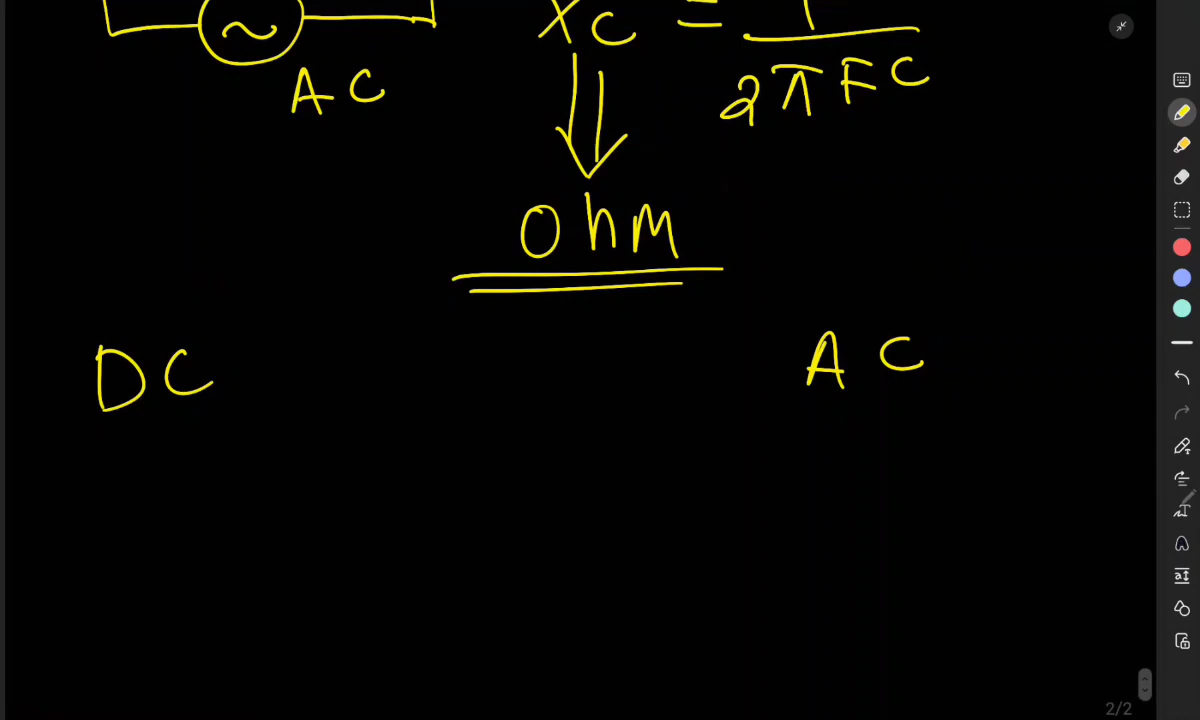 Xc = 1
2πFC
AC
OhM
DC
AC
2/2